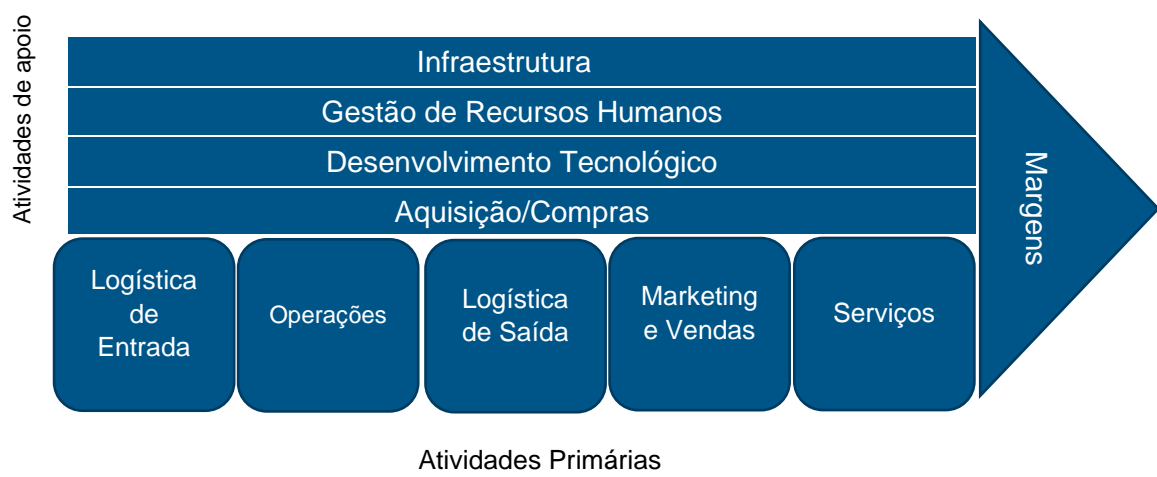 Atividades de apoio
Infraestrutura
Gestão de Recursos Humanos
Desenvolvimento Tecnológico
Aquisição/Compras
Margens
Logística
de
Entrada
Operações
Logística
de Saída
Marketing
e Vendas
Serviços
Atividades Primárias